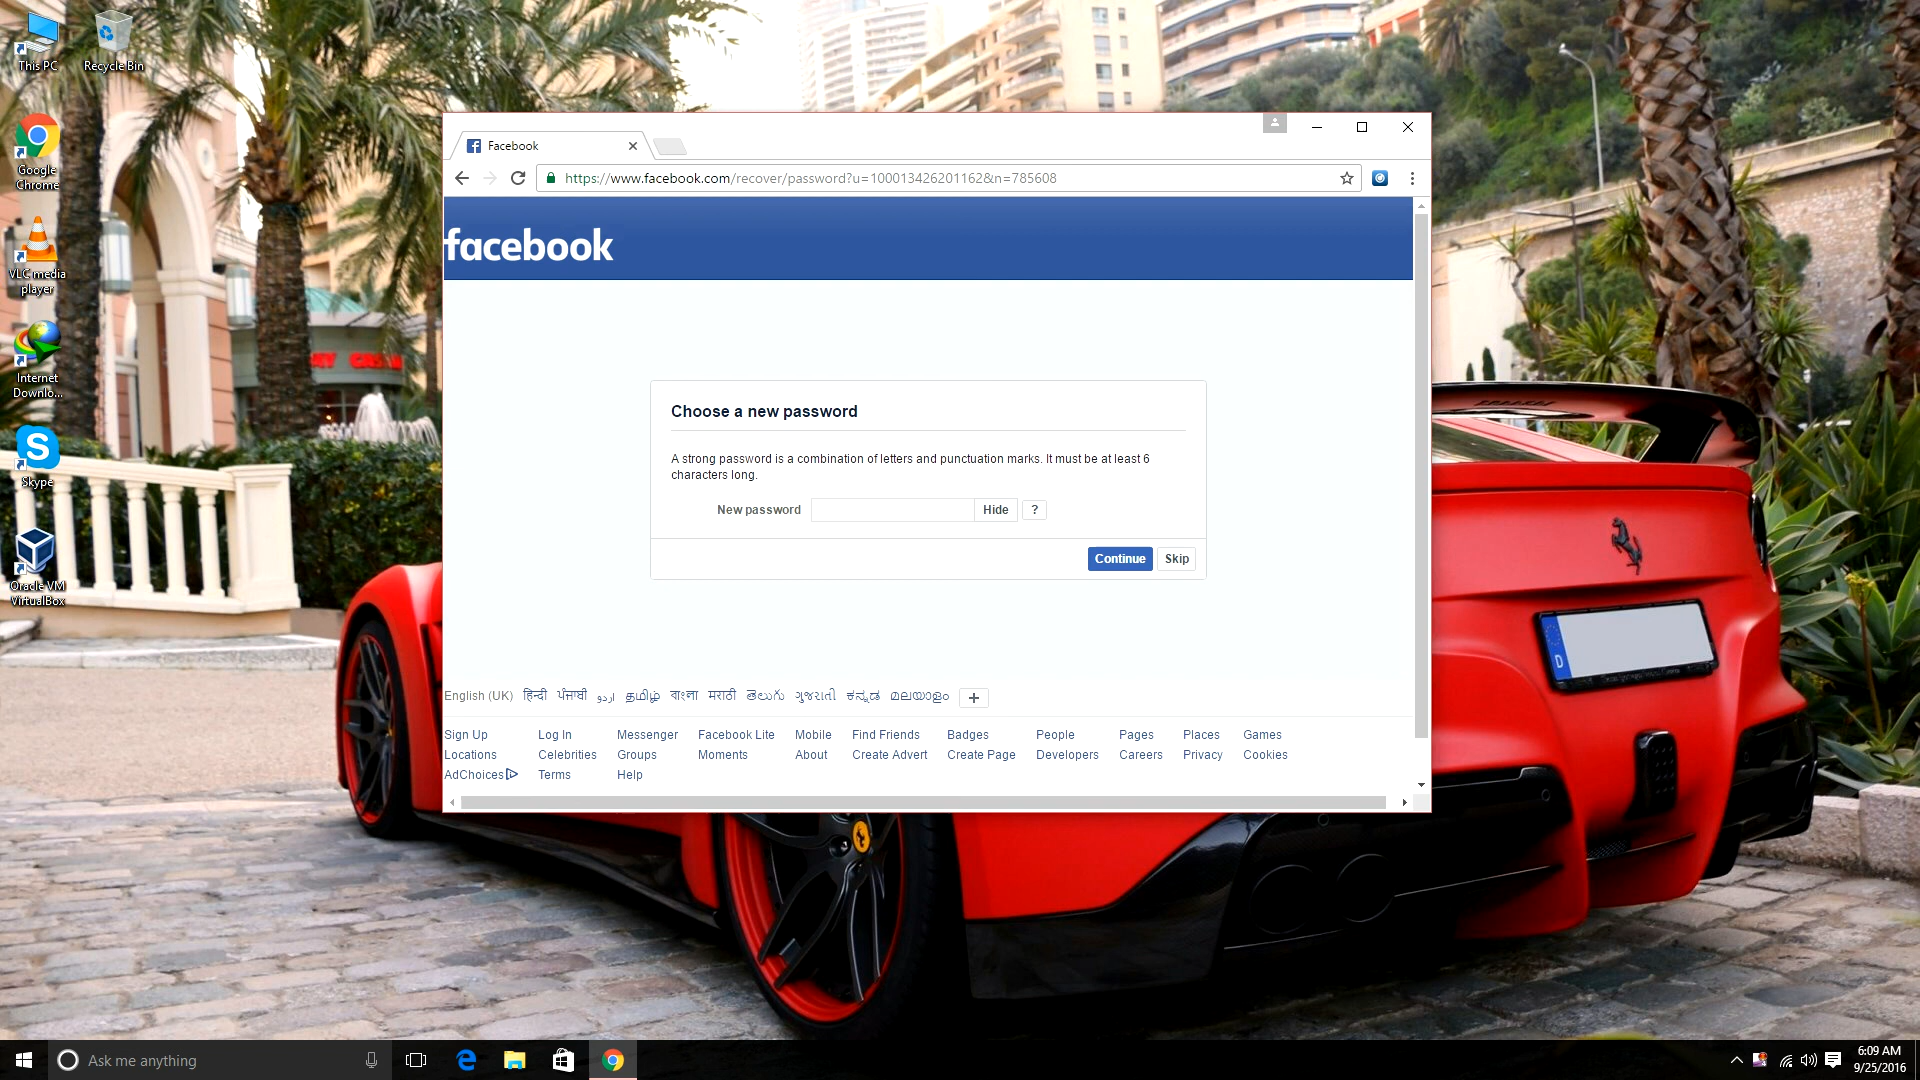 This PC
Recycle Bin
Google
Chrome
VLC media
player
Internet
Downlo...
Skype
Oracle VM
VirtualBox
Facebook
https://www.facebook.com/recover/password?u=100013426201162&n=785608
facebook
Choose a new password
A strong password is a combination of letters and punctuation marks. It must be at least 6
characters long.
New password Hide ?
Continue Skip
English (UK) हिन्दी ਪੰਜਾਬੀ اردو தமிழ் বাংলা मराठी తెలుగు ગુજરાતી ಕನ್ನಡ മലയാളം +
Sign Up Log In Messenger Facebook Lite Mobile Find Friends Badges People Pages Places Games
Locations Celebrities Groups Moments About Create Advert Create Page Developers Careers Privacy Cookies
AdChoices Terms Help
D
Ask me anything
6:09 AM
9/25/2016